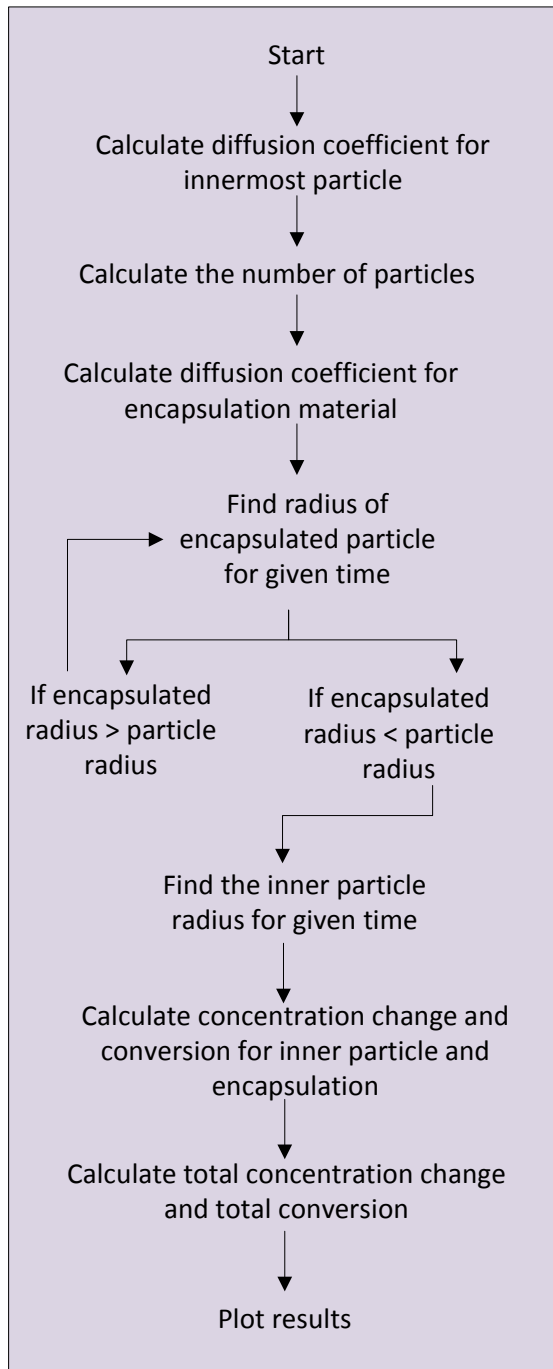 Start
Calculate diffusion coefficient for
innermost particle
Calculate the number of particles
Calculate diffusion coefficient for
encapsulation material
Find radius of
encapsulated particle
for given time
If encapsulated
radius > particle
radius
If encapsulated
radius < particle
radius
Find the inner particle
radius for given time
Calculate concentration change and
conversion for inner particle and
encapsulation
Calculate total concentration change
and total conversion
Plot results